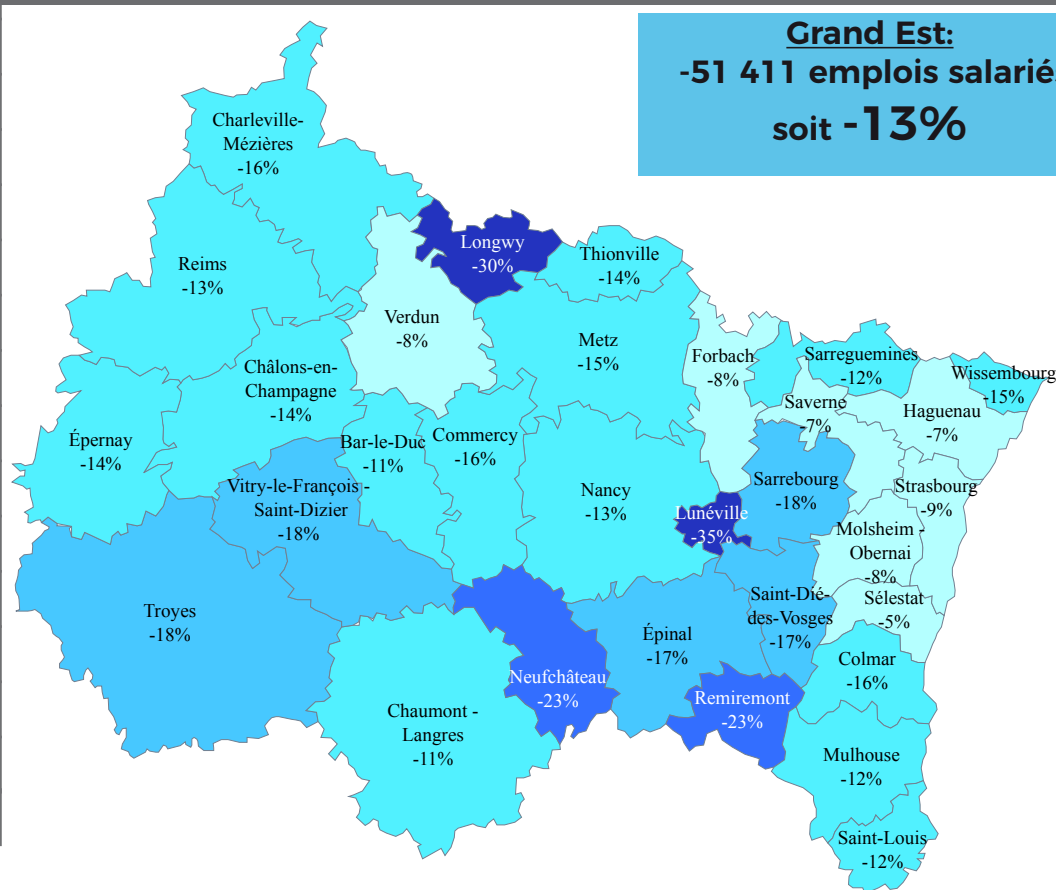 Grand Est:
-51 411 emplois salariés
soit -13%
Charleville-
Mézières
-16%
Longwy
-30%
Thionville
-14%
Reims
-13%
Verdun
-8%
Metz
-15%
Forbach
-8%
Sarreguemines
-12%
Wissembourg
-15%
Châlons-en-
Champagne
-14%
Saverne
-7%
Haguenau
-7%
Épernay
-14%
Bar-le-Duc
-11%
Commercy
-16%
Vitry-le-François -
Saint-Dizier
-18%
Nancy
-13%
Lunéville
-35%
Sarrebourg
-18%
Strasbourg
-9%
Molsheim -
Obernai
-8%
Troyes
-18%
Épinal
-17%
Saint-Dié-
des-Vosges
-17%
Sélestat
-5%
Colmar
-16%
Neufchâteau
-23%
Remiremont
-23%
Chaumont -
Langres
-11%
Mulhouse
-12%
Saint-Louis
-12%